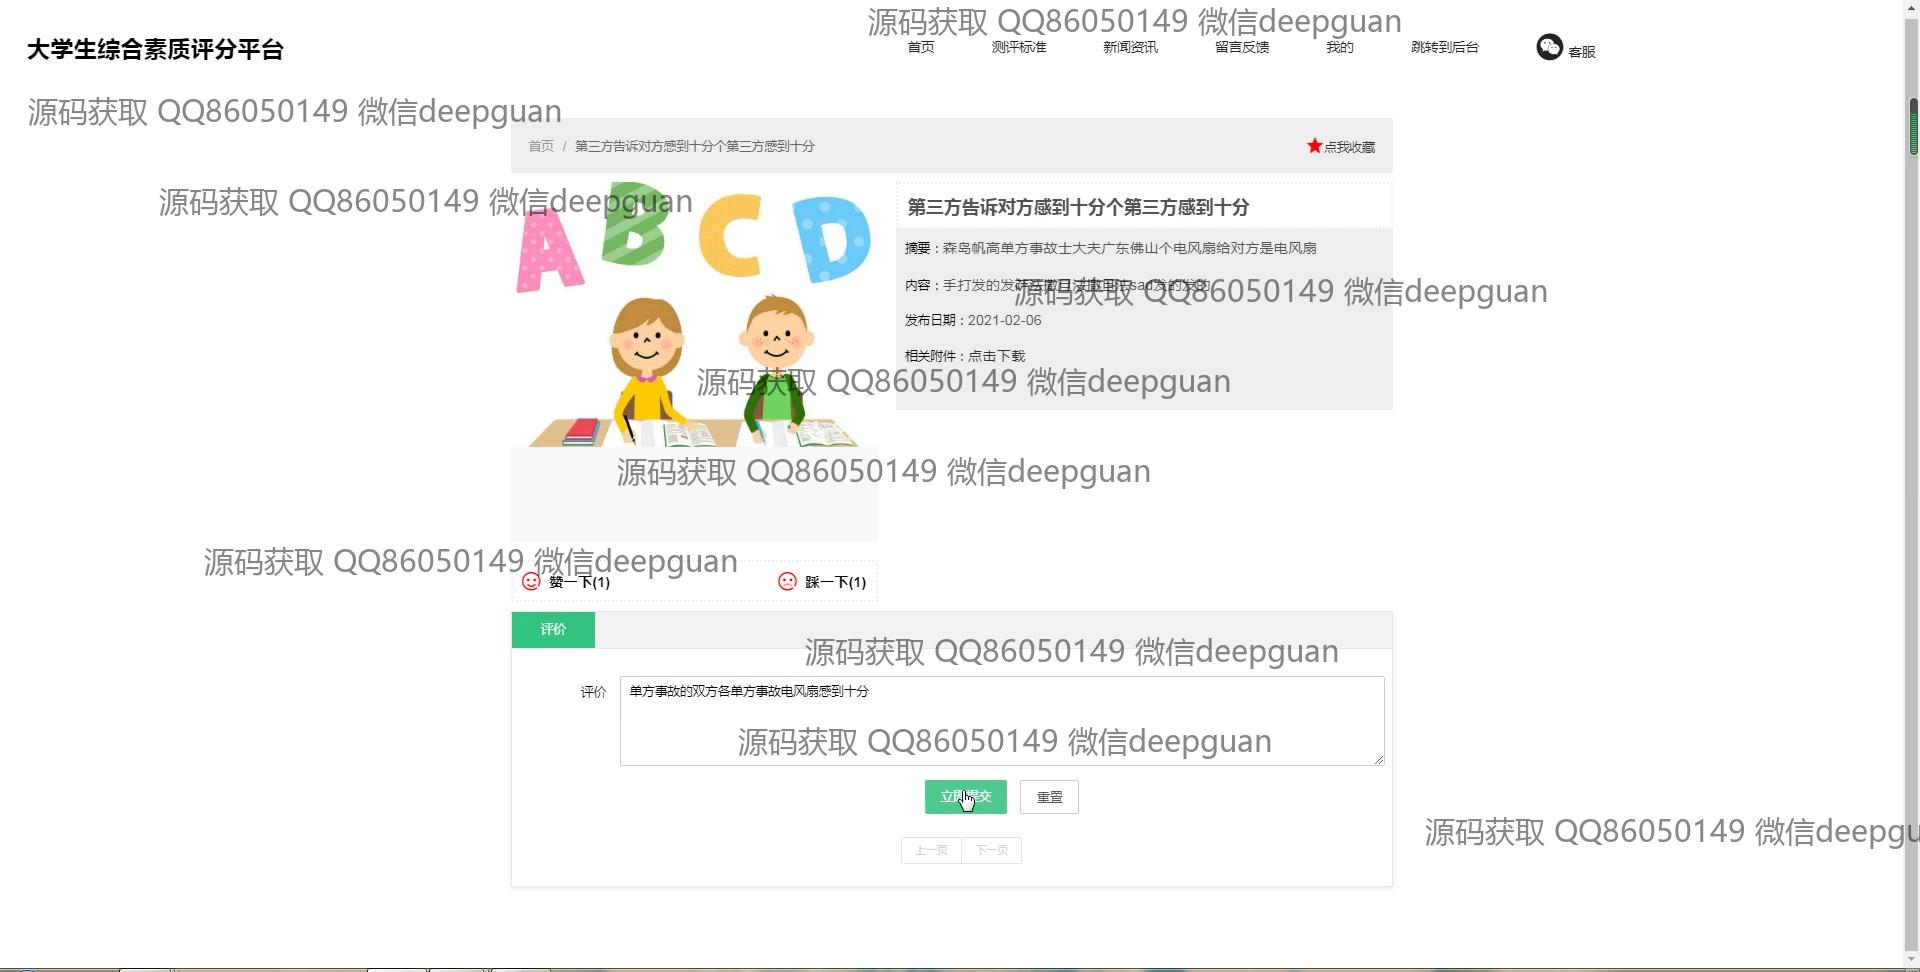 源码获取 QQ86050149 微信deepguan
大学生综合素质评分平台
首页 测评标准 新闻资讯 留言反馈 我的 跳转到后台 客服
源码获取 QQ86050149 微信deepguan
首页 / 第三方告诉对方感到十分个第三方感到十分 点我收藏
源码获取 QQ86050149 微信deepguan
A B C D
第三方告诉对方感到十分个第三方感到十分
摘要：森岛帆高单方事故士大夫广东佛山个电风扇给对方是电风扇
内容：手打发的发
源码获取 QQ86050149 微信deepguan
发布日期：2021-02-06
相关附件：点击下载
源码获取 QQ86050149 微信deepguan
源码获取 QQ86050149 微信deepguan
源码获取 QQ86050149 微信deepguan
赞一下(1) 踩一下(1)
评价
源码获取 QQ86050149 微信deepguan
评价 单方事故的双方各单方事故电风扇感到十分
源码获取 QQ86050149 微信deepguan
立即提交 重置
源码获取 QQ86050149 微信deepgu
上一页 下一页